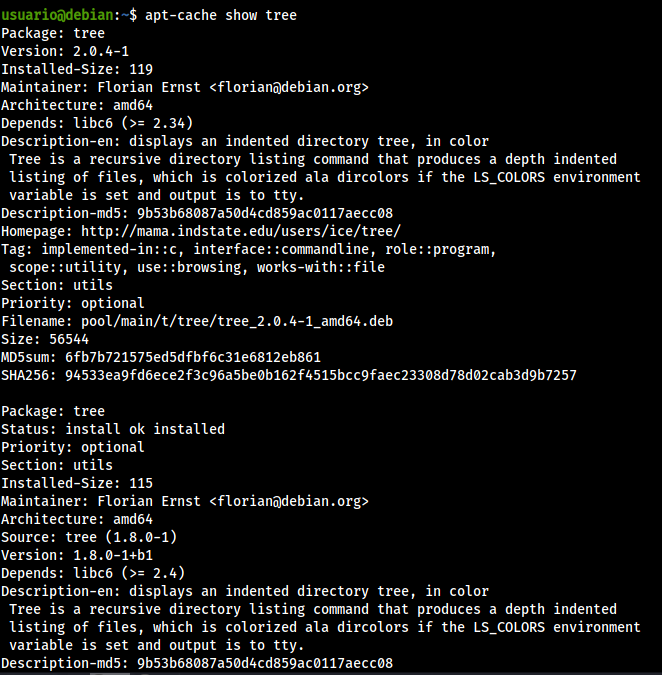 usuario@debian:~$ apt-cache show tree
Package: tree
Version: 2.0.4-1
Installed-Size: 119
Maintainer: Florian Ernst <florian@debian.org>
Architecture: amd64
Depends: libc6 (>= 2.34)
Description-en: displays an indented directory tree, in color
 Tree is a recursive directory listing command that produces a depth indented
 listing of files, which is colorized ala dircolors if the LS_COLORS environment
 variable is set and output is to tty.
Description-md5: 9b53b68087a50d4cd859ac0117aecc08
Homepage: http://mama.indstate.edu/users/ice/tree/
Tag: implemented-in::c, interface::commandline, role::program,
 scope::utility, use::browsing, works-with::file
Section: utils
Priority: optional
Filename: pool/main/t/tree/tree_2.0.4-1_amd64.deb
Size: 56544
MD5sum: 6fb7b721575ed5dfbf6c31e6812eb861
SHA256: 94533ea9fd6ece2f3c96a5be0b162f4515bcc9faec23308d78d02cab3d9b7257

Package: tree
Status: install ok installed
Priority: optional
Section: utils
Installed-Size: 115
Maintainer: Florian Ernst <florian@debian.org>
Architecture: amd64
Source: tree (1.8.0-1)
Version: 1.8.0-1+b1
Depends: libc6 (>= 2.4)
Description-en: displays an indented directory tree, in color
 Tree is a recursive directory listing command that produces a depth indented
 listing of files, which is colorized ala dircolors if the LS_COLORS environment
 variable is set and output is to tty.
Description-md5: 9b53b68087a50d4cd859ac0117aecc08